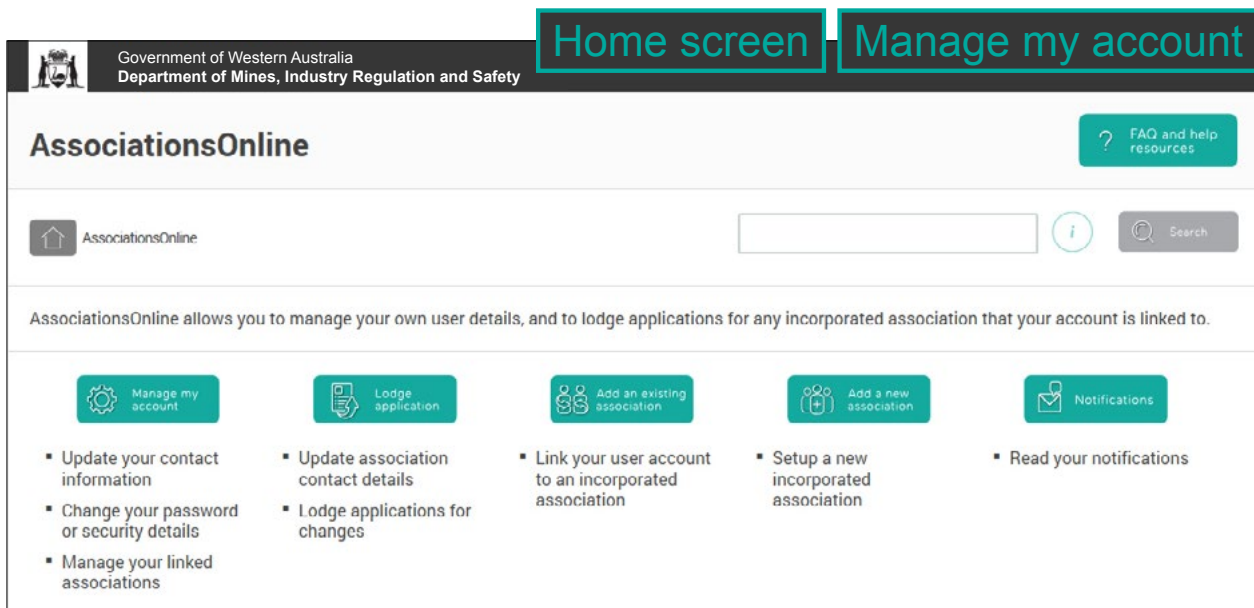 Home screen
Manage my account
Government of Western Australia
Department of Mines, Industry Regulation and Safety
AssociationsOnline
? FAQ and help
resources
AssociationsOnline
i
Search
AssociationsOnline allows you to manage your own user details, and to lodge applications for any incorporated association that your account is linked to.
Manage my
account
▪ Update your contact
information
▪ Change your password
or security details
▪ Manage your linked
associations
Lodge
application
▪ Update association
contact details
▪ Lodge applications for
changes
Add an existing
association
▪ Link your user account
to an incorporated
association
Add a new
association
▪ Setup a new
incorporated
association
Notifications
▪ Read your notifications